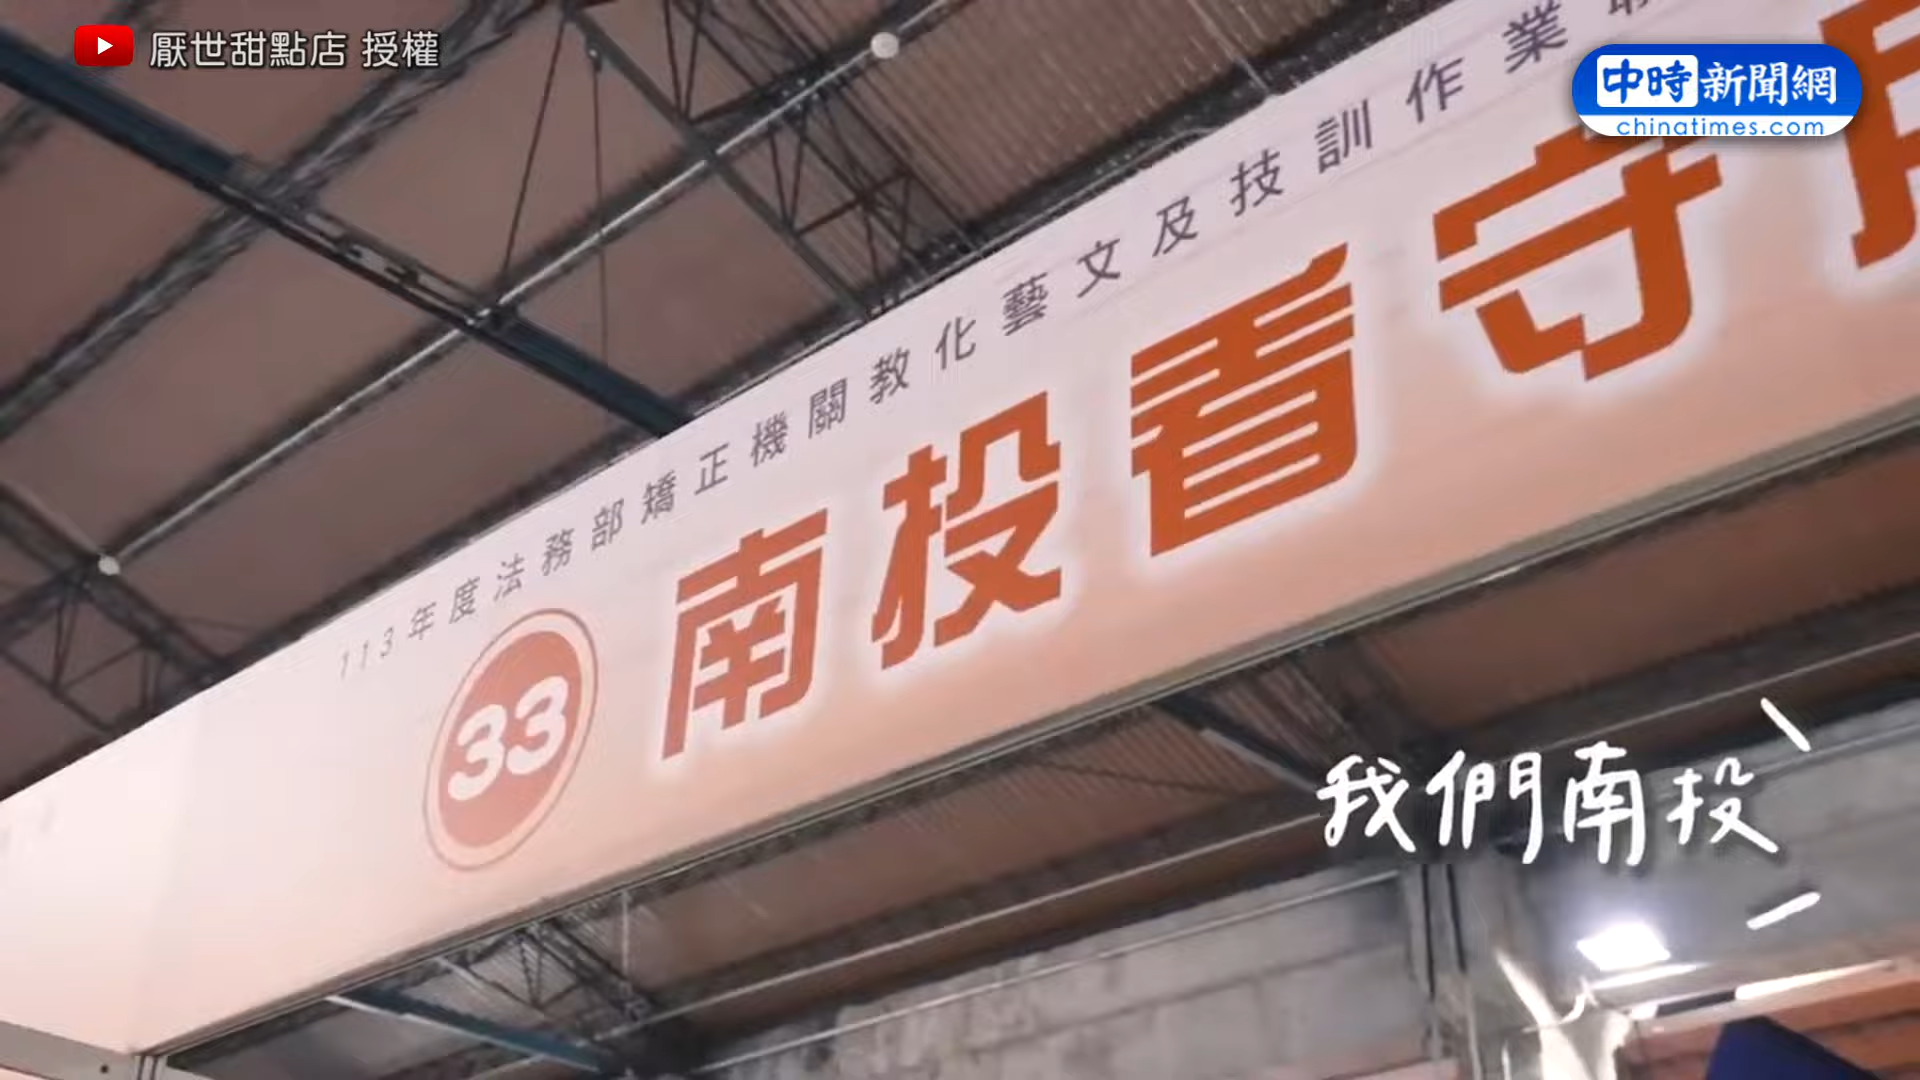 厭世甜點店 授權
中時新聞網
chinatimes.com
113年度法務部矯正機關教化藝文及技訓作業
33 南投看守
我們南投